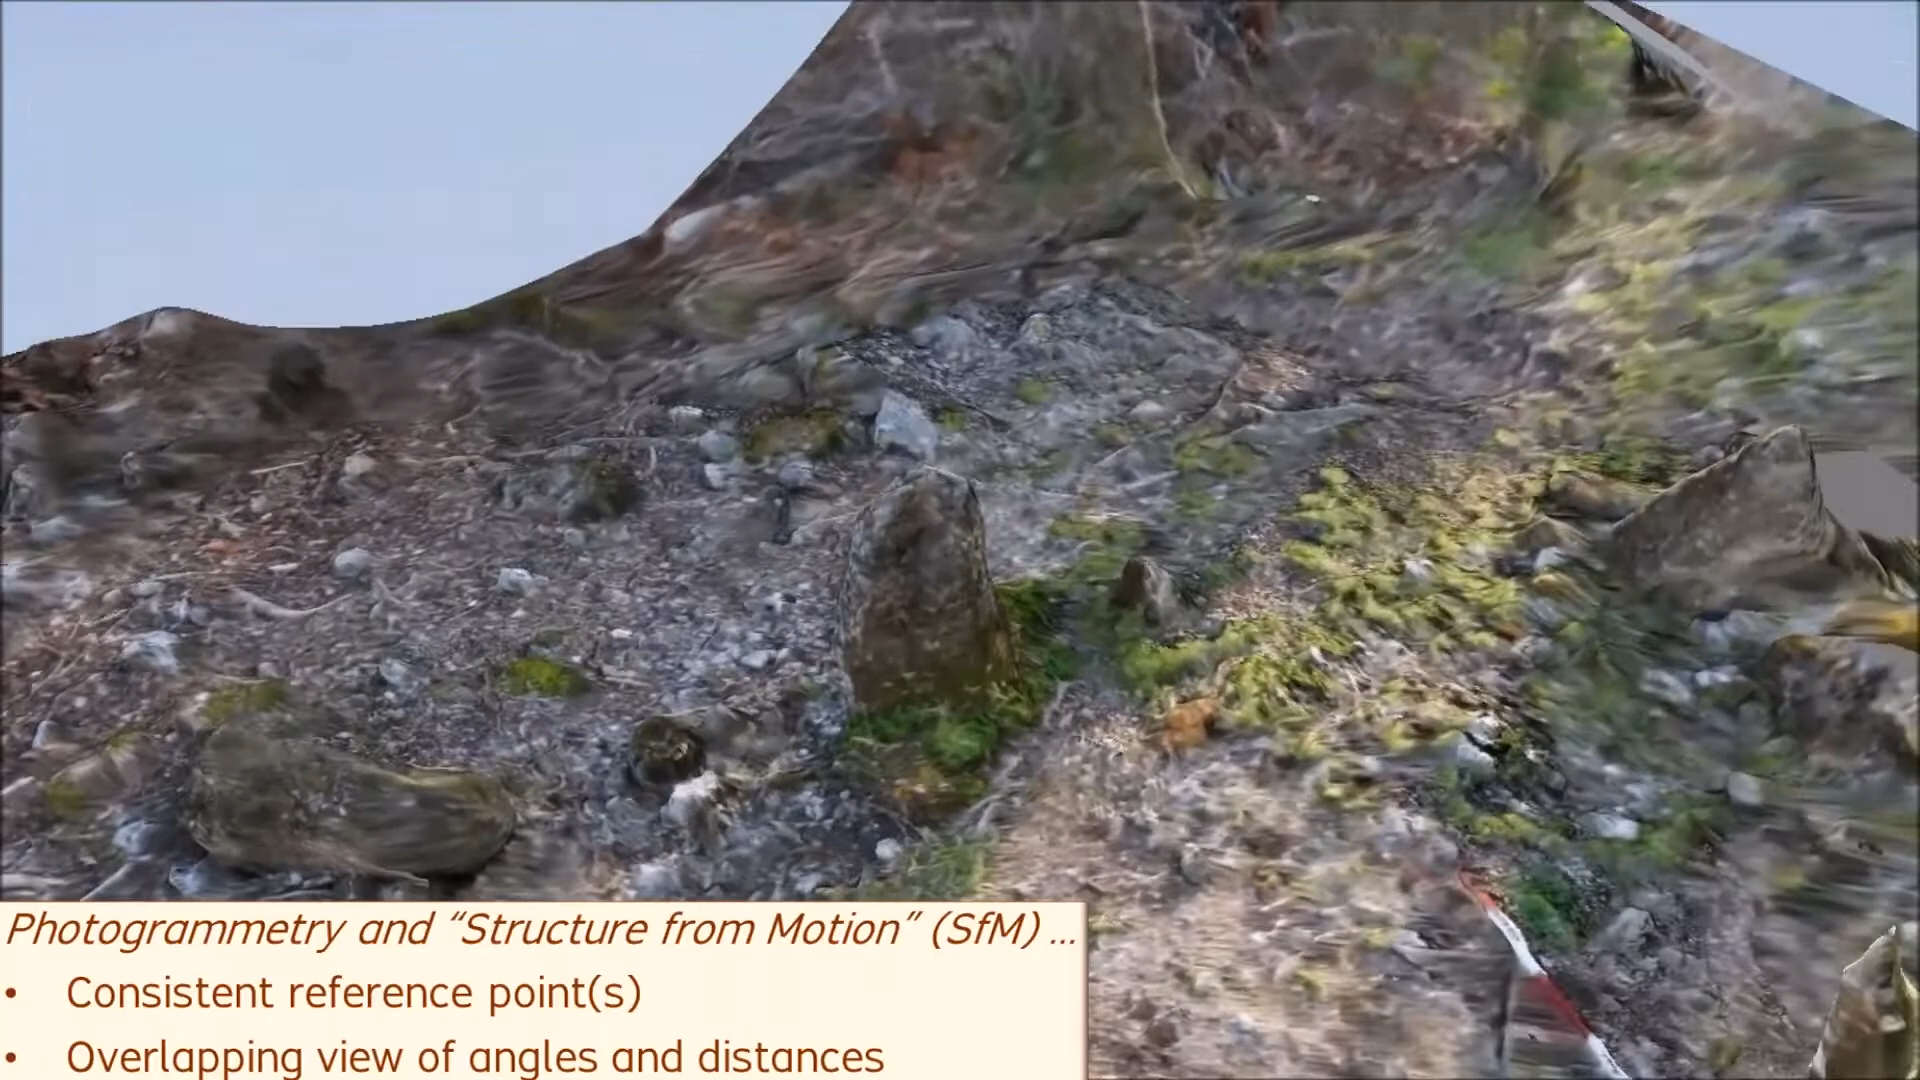 Photogrammetry and “Structure from Motion” (SfM) ...
• Consistent reference point(s)
• Overlapping view of angles and distances